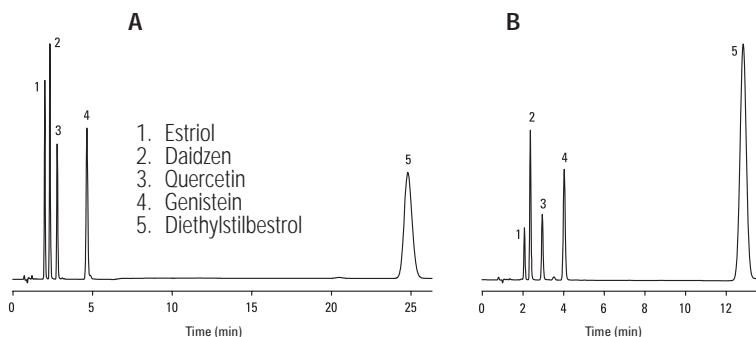 A
B
1
2
3
4
5
1. Estriol
2. Daidzen
3. Quercetin
4. Genistein
5. Diethylstilbestrol
0 5 10 15 20 25
Time (min)
1
2
3
4
5
0 2 4 6 8 10 12
Time (min)